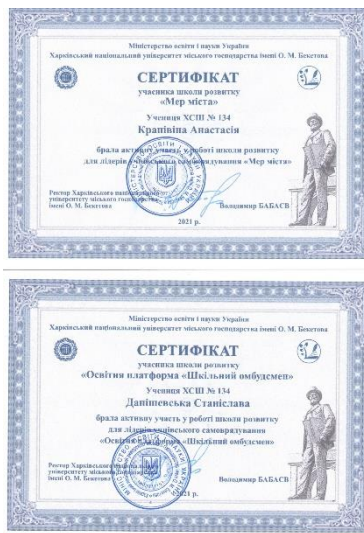 Міністерство освіти і науки України
Харківський національний університет міського господарства імені О. М. Бекетова
СЕРТИФІКАТ
учасника школи розвитку
«Мер міста»
Учениця ХСШ № 134
Крапівіна Анастасія
брала активну участь у роботі школи розвитку
для лідерів учнівського самоврядування «Мер міста»
Ректор Харківського національного
університету міського господарства
імені О. М. Бекетова
Володимир БАБАЄВ
2021 р.
Міністерство освіти і науки України
Харківський національний університет міського господарства імені О. М. Бекетова
СЕРТИФІКАТ
учасника школи розвитку
«Освітня платформа «Шкільний омбудсмен»
Учениця ХСШ № 134
Данішевська Станіслава
брала активну участь у роботі школи розвитку
для лідерів учнівського самоврядування
«Освітня платформа «Шкільний омбудсмен»
Ректор Харківського національного
університету міського господарства
імені О. М. Бекетова
Володимир БАБАЄВ
2021 р.